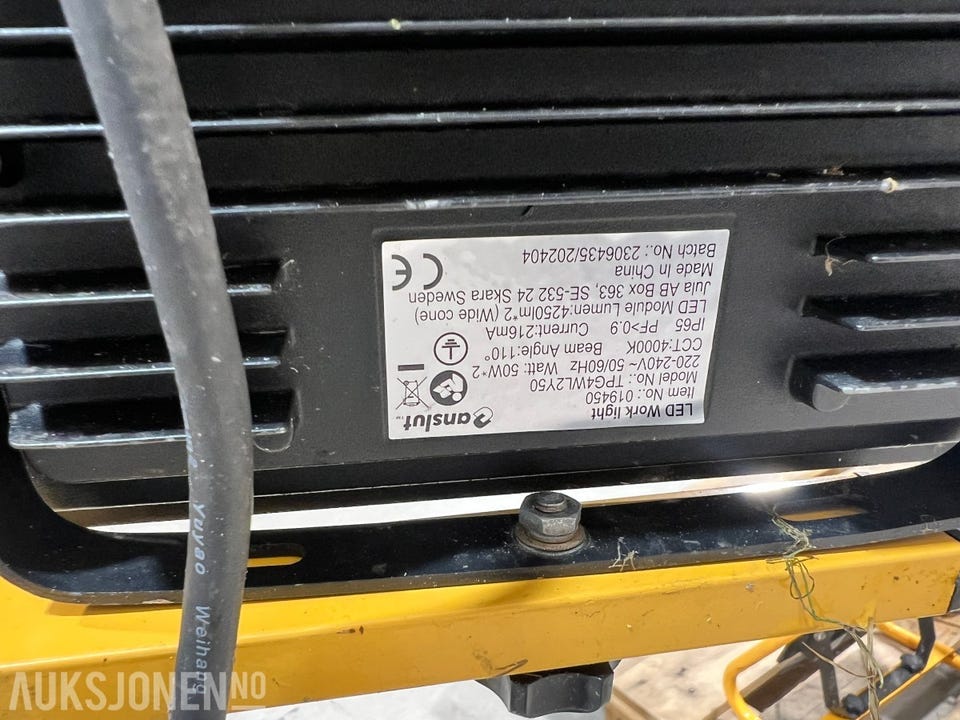 LED Work light
Item No.: 019450
Model No.: TPG4WL2Y50
220-240V~ 50/60Hz Watt: 50W*2
CCT:4000K Beam Angle:110°
IP65 PF>0.9 Current:216mA
LED Module Lumen:4250lm*2 (Wide cone)
Jula AB Box 363, SE-532 24 Skara Sweden
Made In China
Batch No.: 2306435/202404
anslut™
CE
Yuyao Weihang
AUKSJONEN.NO